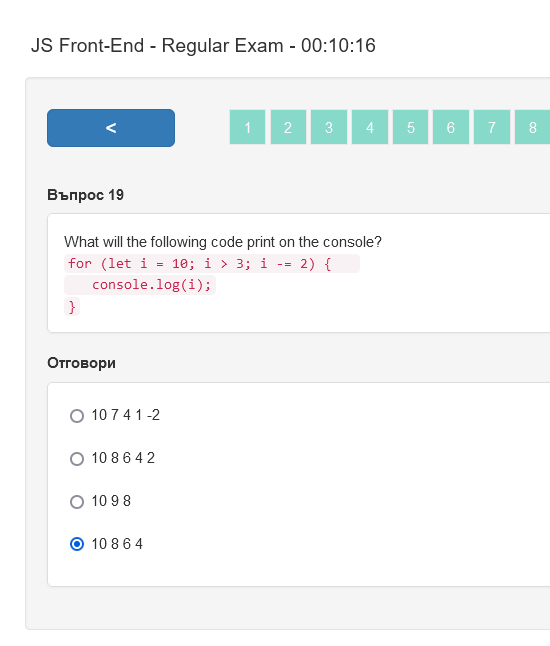 JS Front-End - Regular Exam - 00:10:16
< 1 2 3 4 5 6 7 8
Въпрос 19
What will the following code print on the console?
for (let i = 10; i > 3; i -= 2) {
   console.log(i);
}
Отговори
10 7 4 1 -2
10 8 6 4 2
10 9 8
10 8 6 4